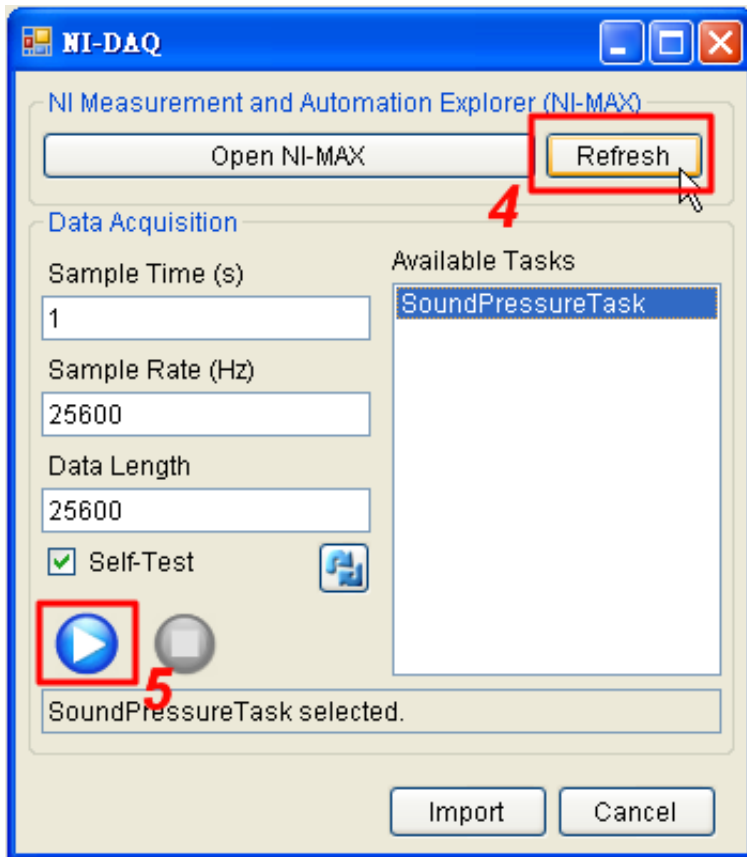 NI-DAQ
NI Measurement and Automation Explorer (NI-MAX)
Open NI-MAX
Refresh
4
Data Acquisition
Sample Time (s)
1
Sample Rate (Hz)
25600
Data Length
25600
Self-Test
Available Tasks
SoundPressureTask
5
SoundPressureTask selected.
Import
Cancel